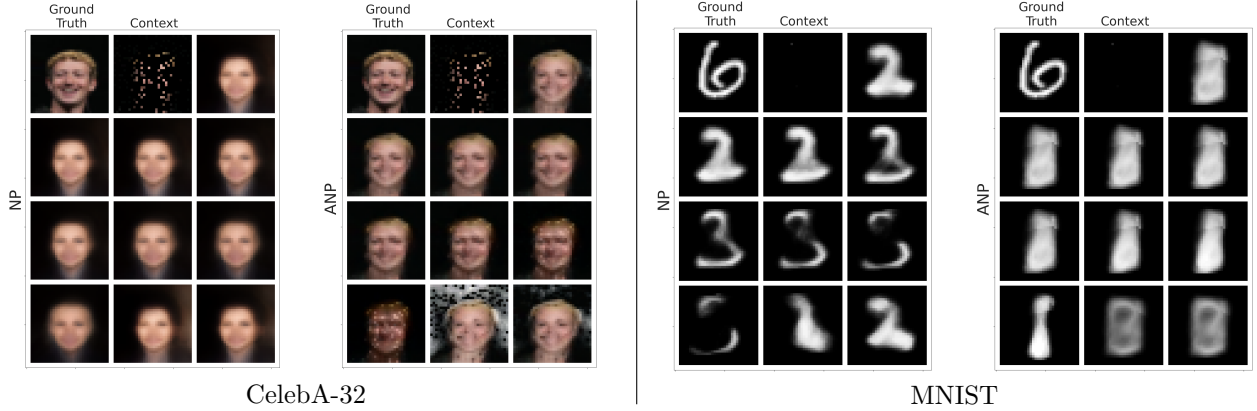 Ground
Truth
Context
NP
Ground
Truth
Context
ANP
CelebA-32
Ground
Truth
Context
NP
Ground
Truth
Context
ANP
MNIST